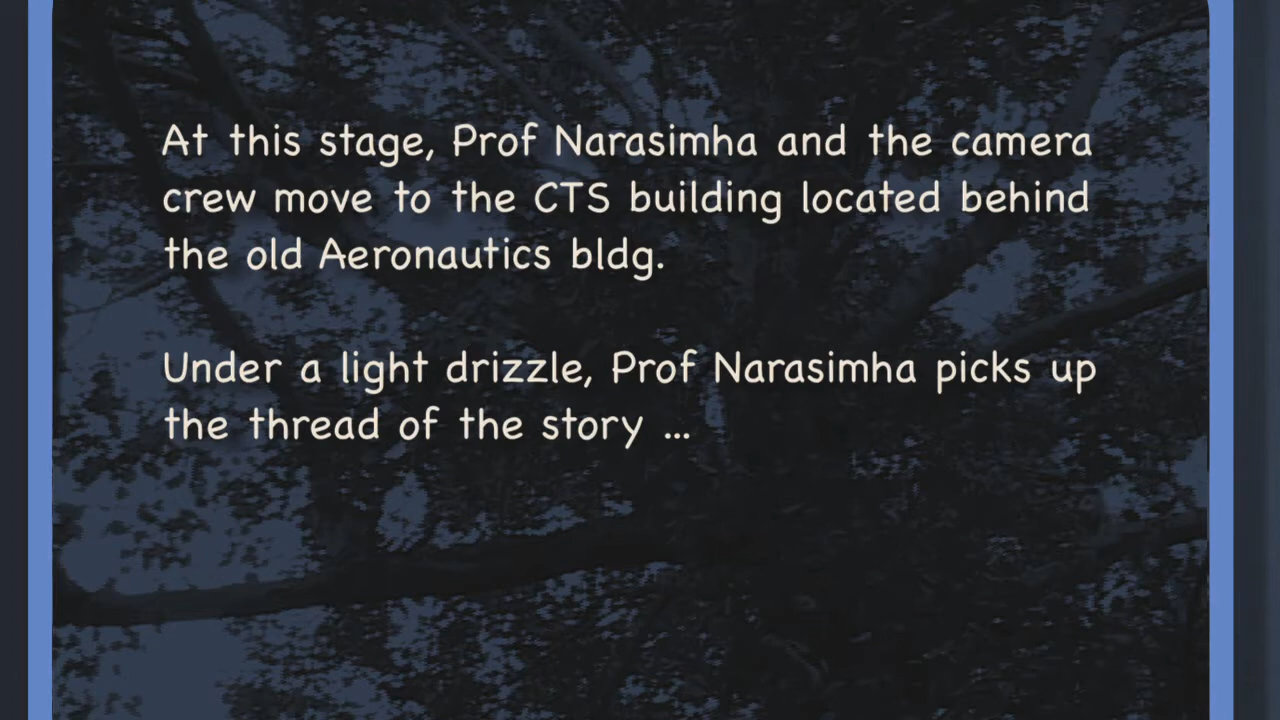 At this stage, Prof Narasimha and the camera
crew move to the CTS building located behind
the old Aeronautics bldg.
Under a light drizzle, Prof Narasimha picks up
the thread of the story ...